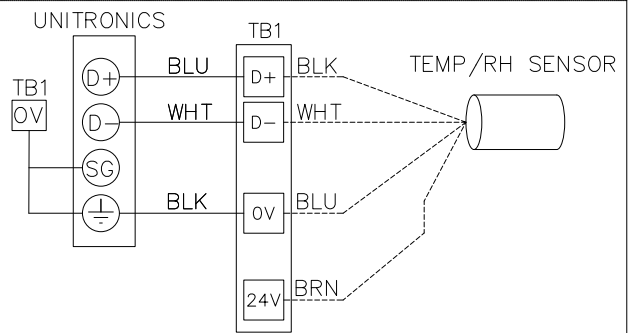 UNITRONICS
TB1
TEMP/RH SENSOR
TB1
0V
D+
BLU
D+
BLK
D-
WHT
D-
WHT
SG
BLK
0V
BLU
24V
BRN